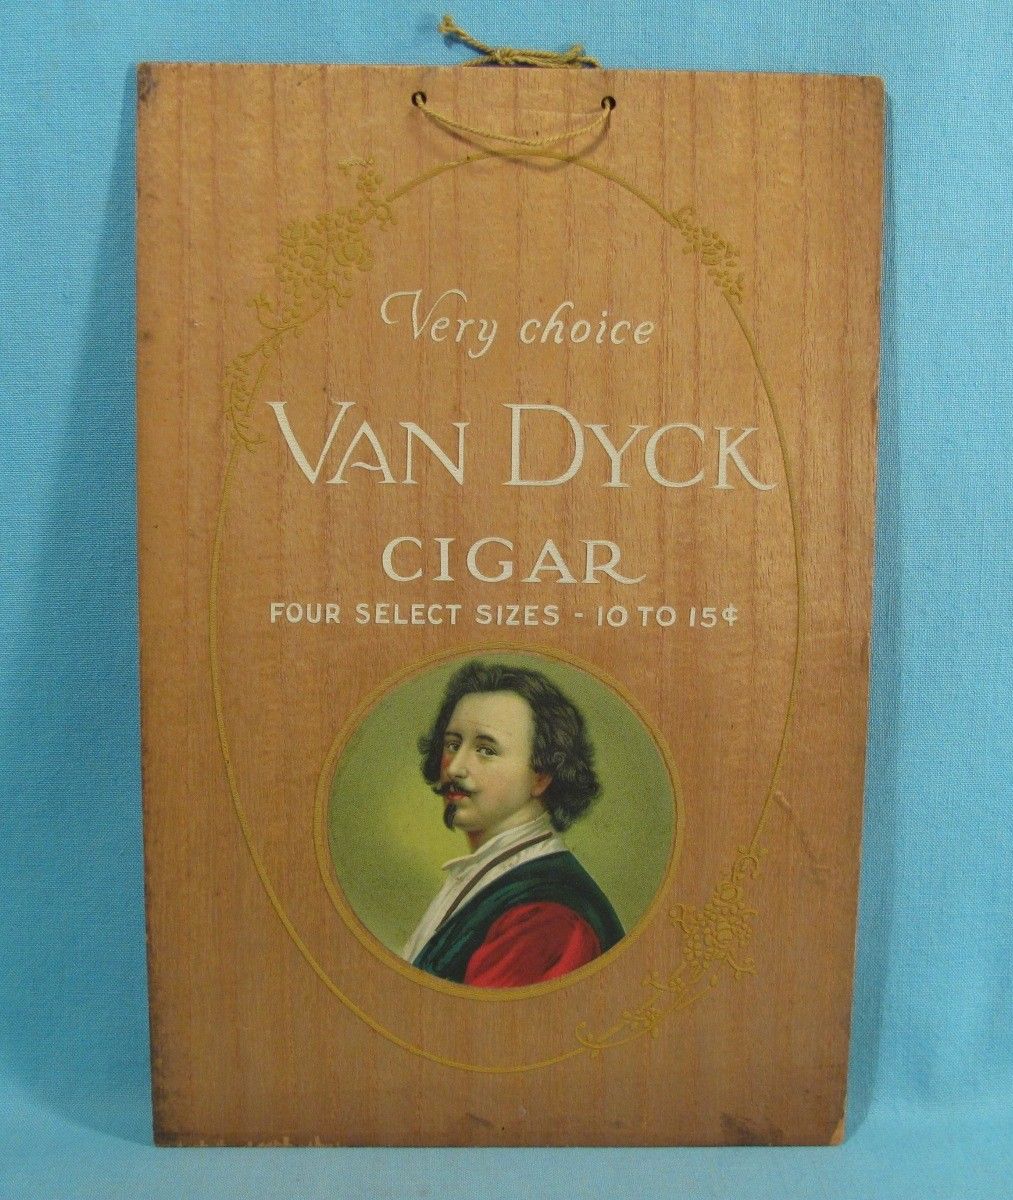 Very choice
VAN DYCK
CIGAR
FOUR SELECT SIZES - 10 TO 15¢